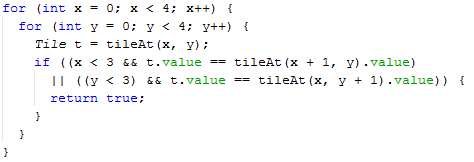 for (int x = 0; x < 4; x++) {
for (int y = 0; y < 4; y++) {
Tile t = tileAt(x, y);
if ((x < 3 && t.value == tileAt(x + 1, y).value)
|| ((y < 3) && t.value == tileAt(x, y + 1).value)) {
return true;
}
}
}